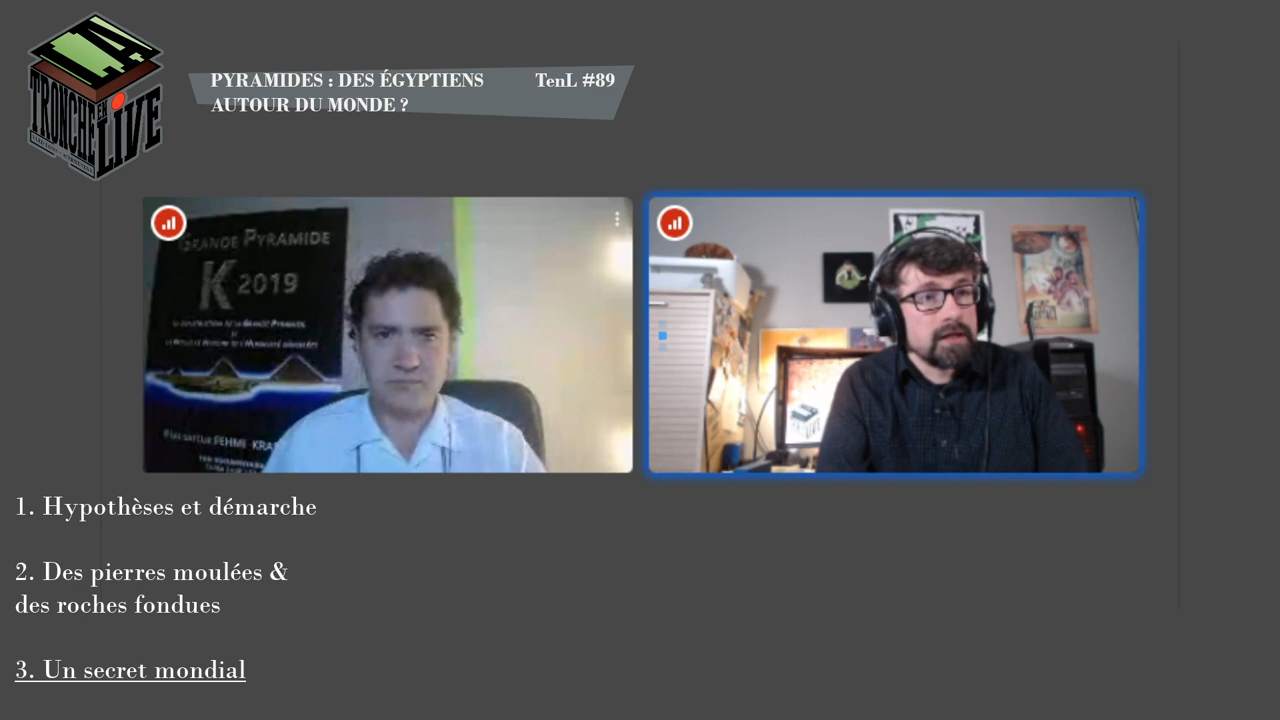 TRONCHE
EN
LIVE
PYRAMIDES : DES ÉGYPTIENS
AUTOUR DU MONDE ?
TenL #89
GRANDE PYRAMIDE
K 2019
1. Hypothèses et démarche
2. Des pierres moulées &
des roches fondues
3. Un secret mondial